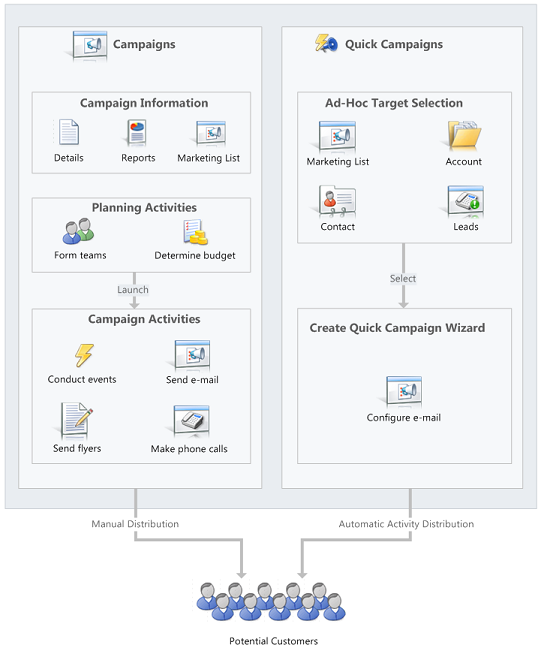 Campaigns
Campaign Information
Details
Reports
Marketing List
Planning Activities
Form teams
Determine budget
Launch
Campaign Activities
Conduct events
Send e-mail
Send flyers
Make phone calls
Quick Campaigns
Ad-Hoc Target Selection
Marketing List
Account
Contact
Leads
Select
Create Quick Campaign Wizard
Configure e-mail
Manual Distribution
Automatic Activity Distribution
Potential Customers